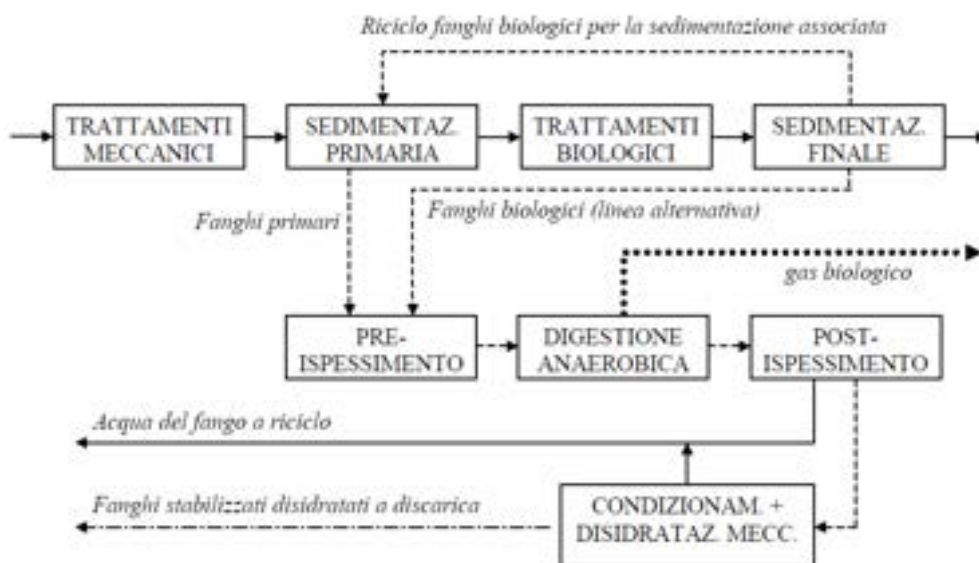 Riciclo fanghi biologici per la sedimentazione associata
TRATTAMENTI
MECCANICI
SEDIMENTAZ.
PRIMARIA
TRATTAMENTI
BIOLOGICI
SEDIMENTAZ.
FINALE
Fanghi primari
Fanghi biologici (linea alternativa)
gas biologico
PRE-
ISPESSIMENTO
DIGESTIONE
ANAEROBICA
POST-
ISPESSIMENTO
Acqua del fango a riciclo
Fanghi stabilizzati disidratati a discarica
CONDIZIONAM. +
DISIDRATAZ. MECC.